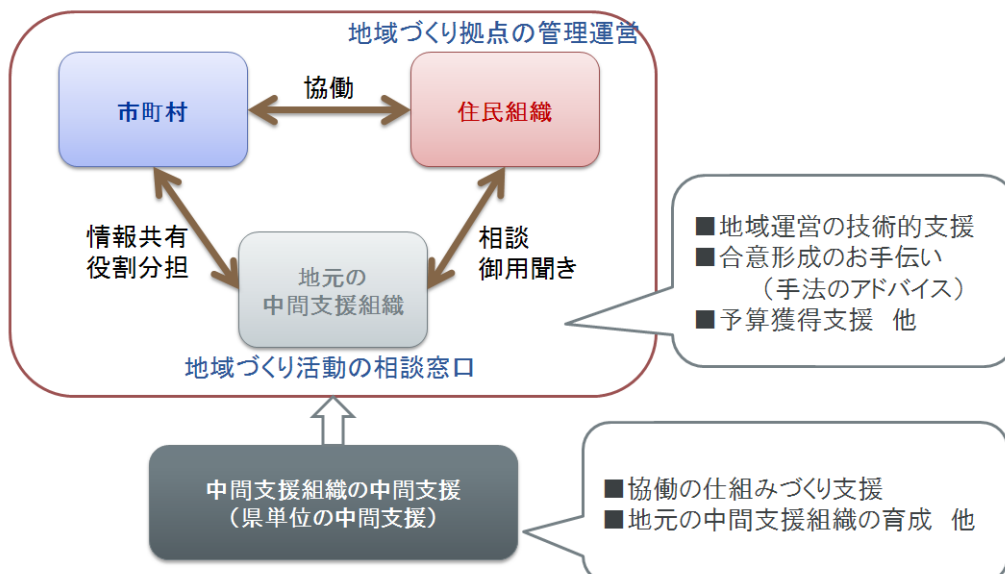 地域づくり拠点の管理運営
市町村
協働
住民組織
情報共有
役割分担
地元の
中間支援組織
相談
御用聞き
地域づくり活動の相談窓口
■地域運営の技術的支援
■合意形成のお手伝い
（手法のアドバイス）
■予算獲得支援 他
中間支援組織の中間支援
（県単位の中間支援）
■協働の仕組みづくり支援
■地元の中間支援組織の育成 他